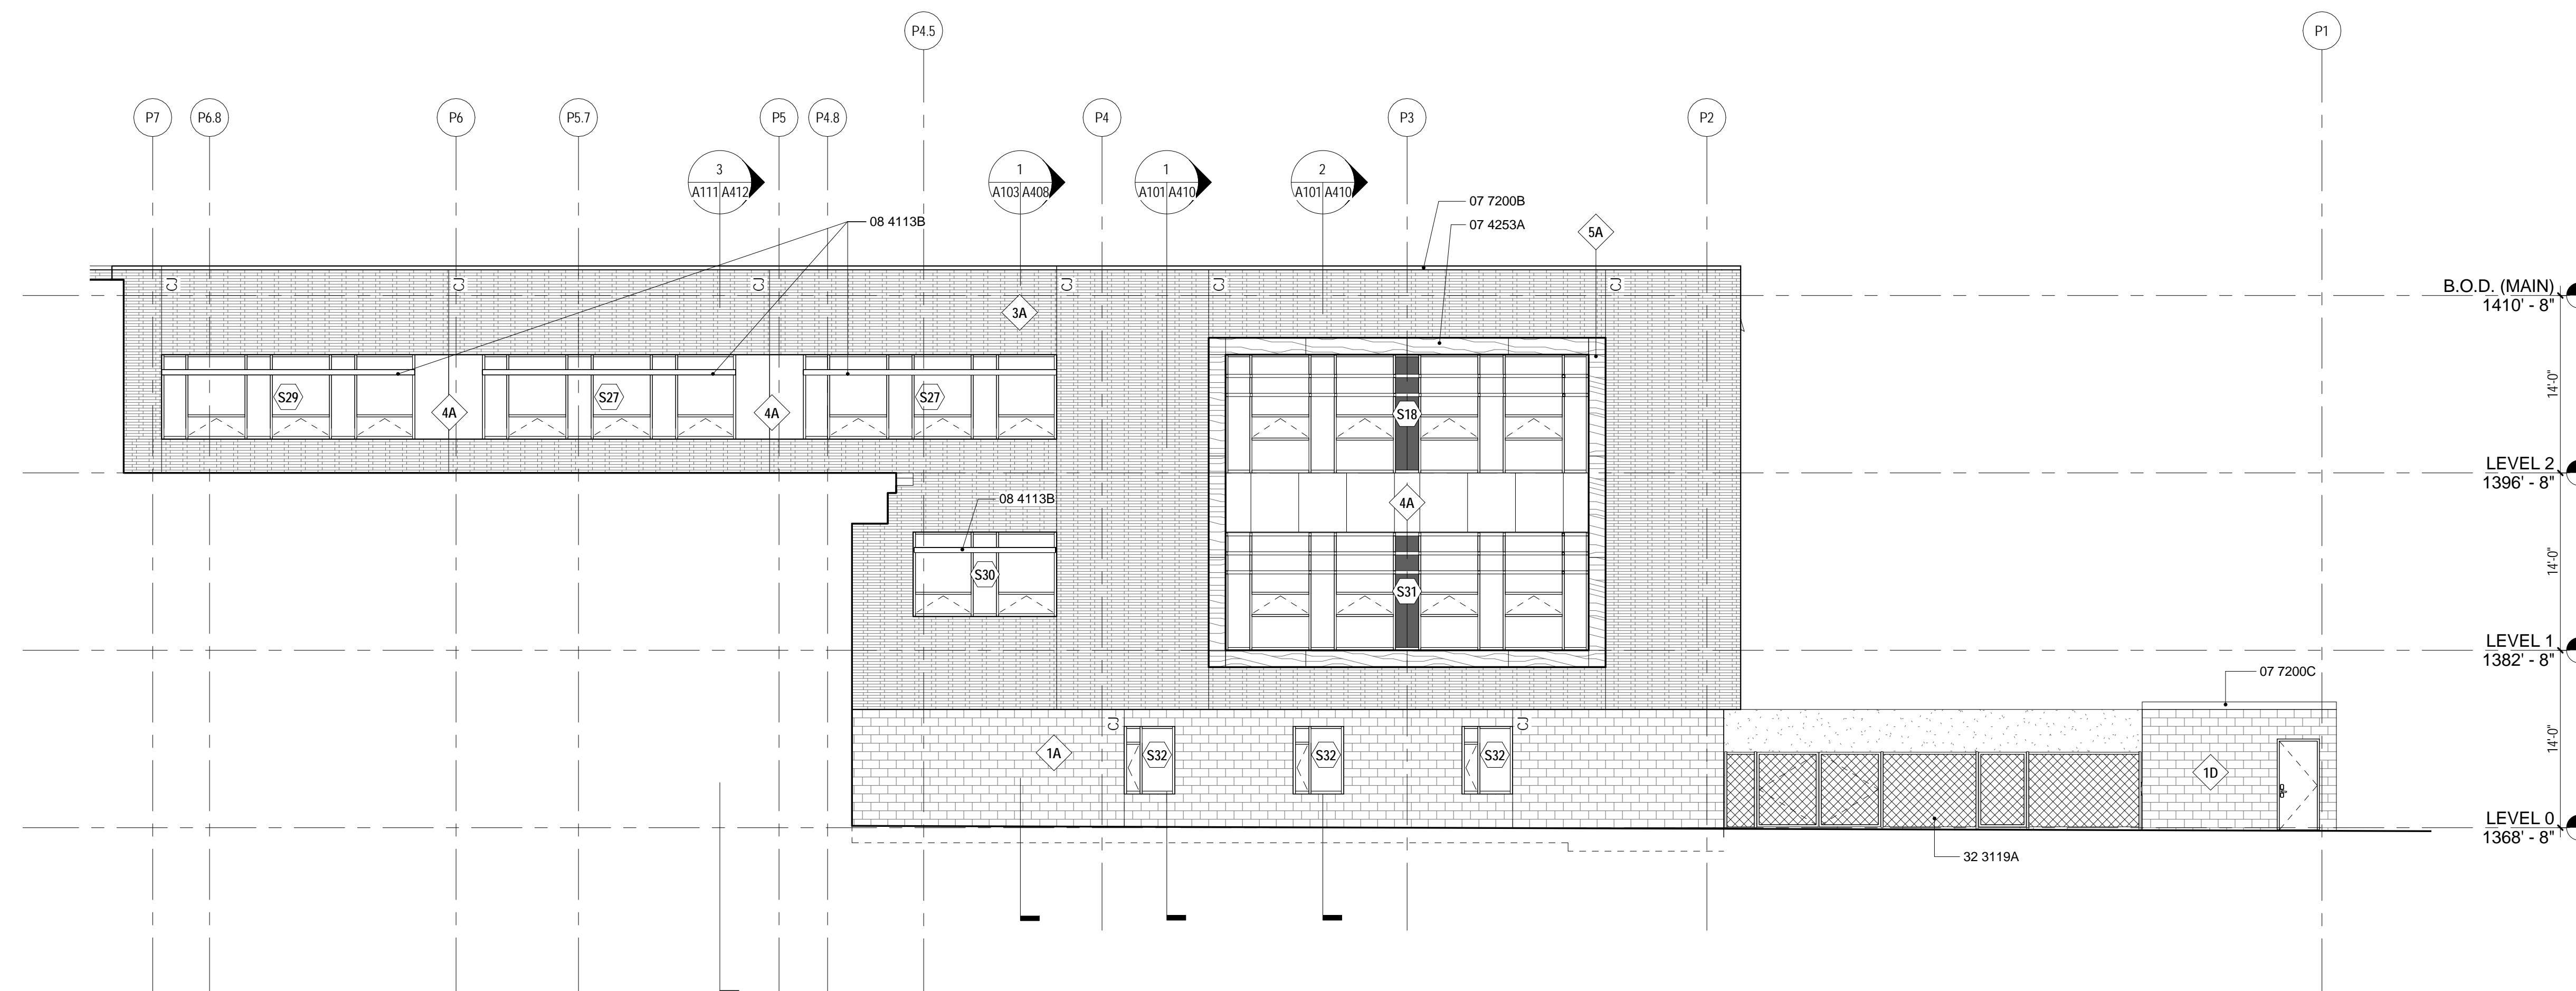 P4.5
P1
P7
P6.8
P6
P5.7
P5
P4.8
P4
P3
P2
3
A111 A412
1
A103 A408
1
A101 A410
2
A101 A410
08 4113B
07 7200B
07 4253A
5A
CJ
CJ
CJ
CJ
CJ
CJ
3A
B.O.D. (MAIN)
1410' - 8"
14'-0"
S29
4A
S27
4A
S27
S18
LEVEL 2
1396' - 8"
08 4113B
4A
14'-0"
S30
S31
LEVEL 1
1382' - 8"
07 7200C
CJ
CJ
1A
S32
S32
S32
1D
14'-0"
LEVEL 0
1368' - 8"
32 3119A